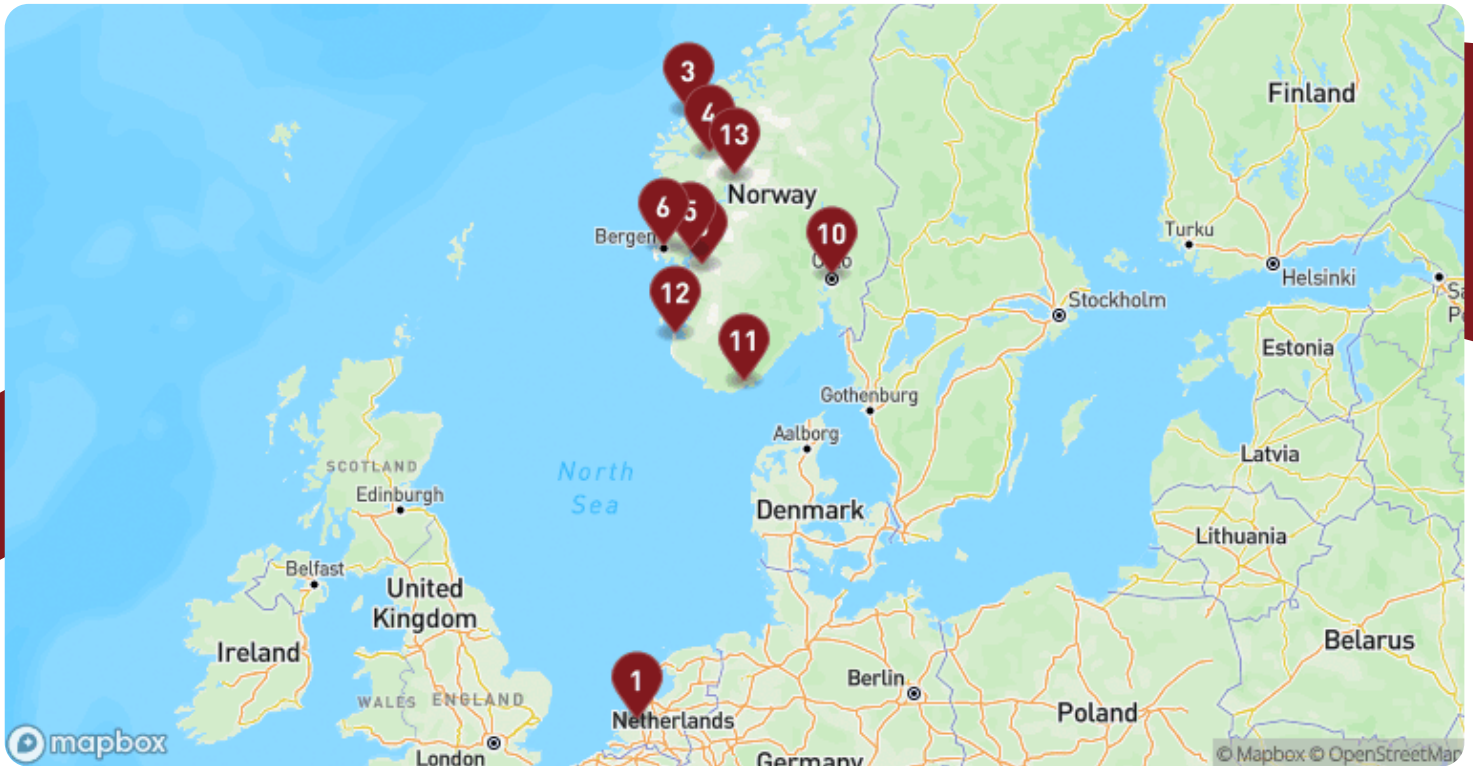 3
4
13
Norway
Finland
6
5
Bergen
10
Turku
Helsinki
12
Stockholm
11
Estonia
Gothenburg
Aalborg
Latvia
SCOTLAND
North
Sea
Edinburgh
Denmark
Lithuania
Belfast
United
Kingdom
Ireland
Belarus
1
Berlin
WALES
ENGLAND
Netherlands
Poland
London
Germany
mapbox
© Mapbox © OpenStreetMap